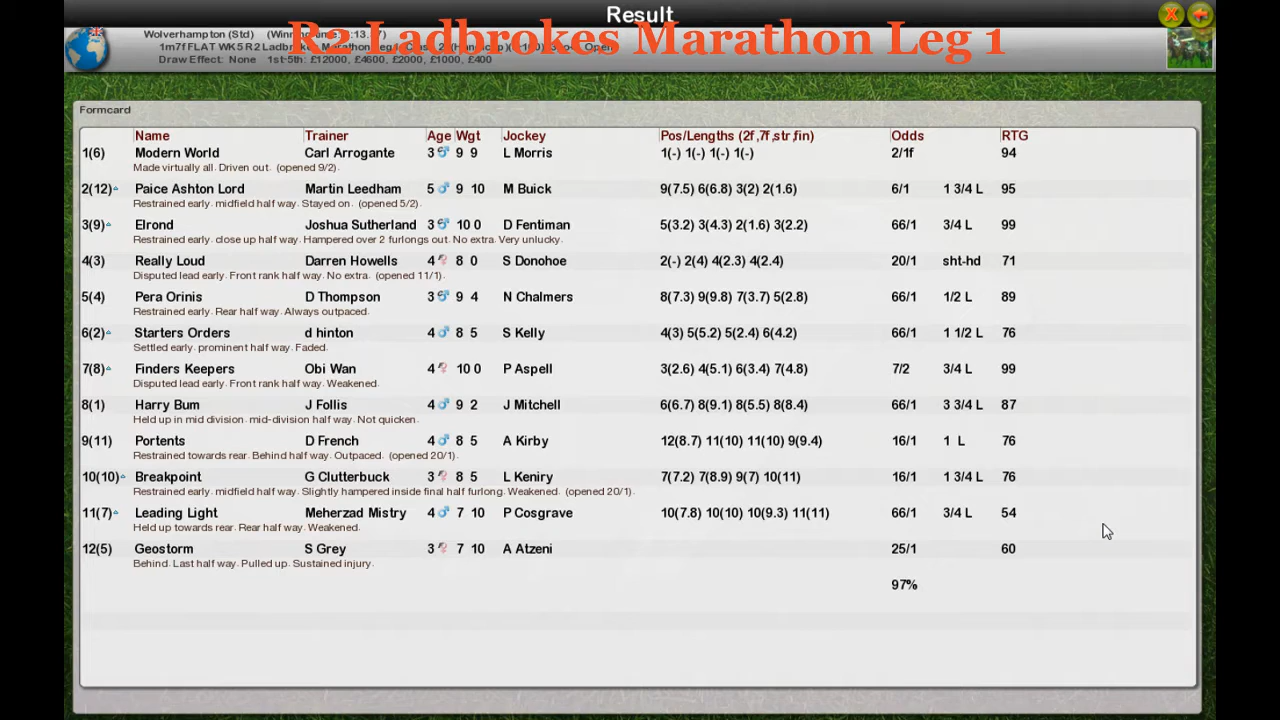 Result
R2 Ladbrokes Marathon Leg 1
Wolverhampton (Std)
1m7f FLAT WK5 R2 Ladbrokes Marathon Leg
Draw Effect: None 1st-5th: £12000, £4600, £2000, £1000, £400
Formcard
Name Trainer Age Wgt Jockey Pos/Lengths (2f,7f,str,fin) Odds RTG
1(6) Modern World Carl Arrogante 3 9 9 L Morris 1(-) 1(-) 1(-) 1(-) 2/1f 94
Made virtually all. Driven out. (opened 9/2).
2(12) Paice Ashton Lord Martin Leedham 5 9 10 M Buick 9(7.5) 6(6.8) 3(2) 2(1.6) 6/1 1 3/4 L 95
Restrained early. midfield half way. Stayed on. (opened 5/2).
3(9) Elrond Joshua Sutherland 3 10 0 D Fentiman 5(3.2) 3(4.3) 2(1.6) 3(2.2) 66/1 3/4 L 99
Restrained early. close up half way. Hampered over 2 furlongs out. No extra. Very unlucky.
4(3) Really Loud Darren Howells 4 8 0 S Donohoe 2(-) 2(4) 4(2.3) 4(2.4) 20/1 sht-hd 71
Disputed lead early. Front rank half way. No extra. (opened 11/1).
5(4) Pera Orinis D Thompson 3 9 4 N Chalmers 8(7.3) 9(9.8) 7(3.7) 5(2.8) 66/1 1/2 L 89
Restrained early. Rear half way. Always outpaced.
6(2) Starters Orders d hinton 4 8 5 S Kelly 4(3) 5(5.2) 5(2.4) 6(4.2) 66/1 1 1/2 L 76
Settled early. prominent half way. Faded.
7(8) Finders Keepers Obi Wan 4 10 0 P Aspell 3(2.6) 4(5.1) 6(3.4) 7(4.8) 7/2 3/4 L 99
Disputed lead early. Front rank half way. Weakened.
8(1) Harry Bum J Follis 4 9 2 J Mitchell 6(6.7) 8(9.1) 8(5.5) 8(8.4) 66/1 3 3/4 L 87
Held up in mid division. mid-division half way. Not quicken.
9(11) Portents D French 4 8 5 A Kirby 12(8.7) 11(10) 11(10) 9(9.4) 16/1 1 L 76
Restrained towards rear. Behind half way. Outpaced. (opened 20/1).
10(10) Breakpoint G Clutterbuck 3 8 5 L Keniry 7(7.2) 7(8.9) 9(7) 10(11) 16/1 1 3/4 L 76
Restrained early. midfield half way. Slightly hampered inside final half furlong. Weakened. (opened 20/1).
11(7) Leading Light Meherzad Mistry 4 7 10 P Cosgrave 10(7.8) 10(10) 10(9.3) 11(11) 66/1 3/4 L 54
Held up towards rear. Rear half way. Weakened.
12(5) Geostorm S Grey 3 7 10 A Atzeni 25/1 60
Behind. Last half way. Pulled up. Sustained injury.
97%